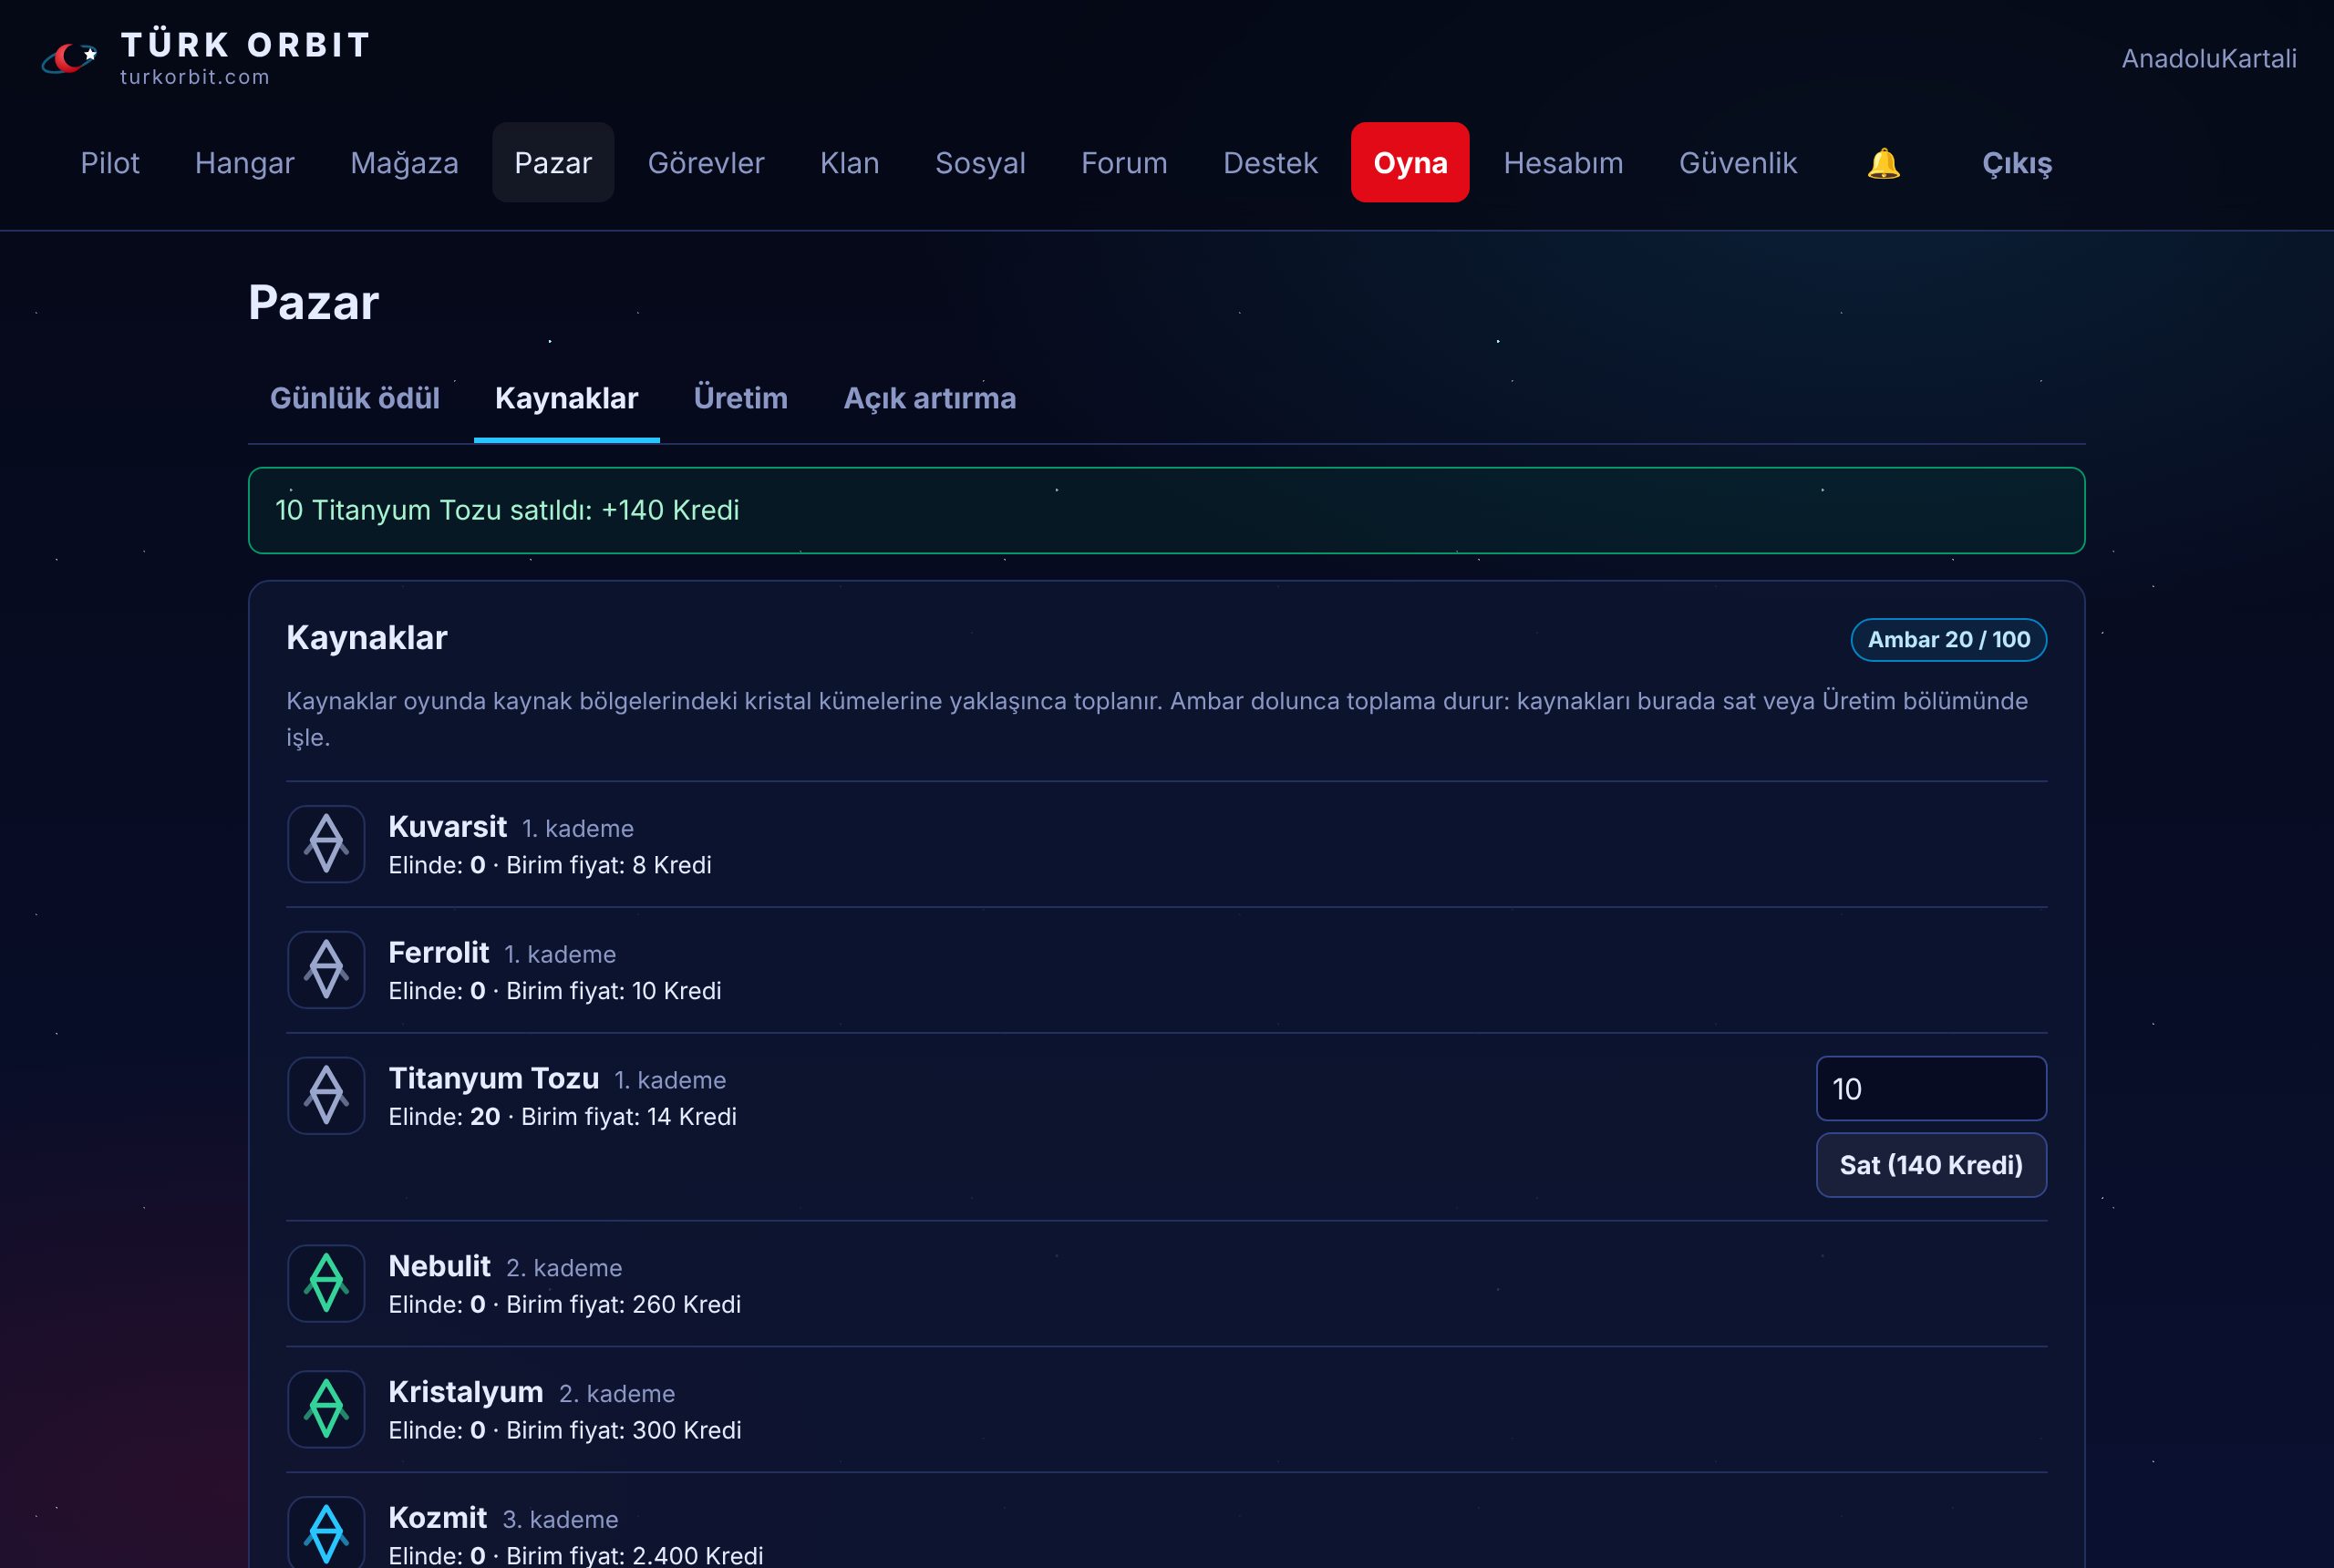 TÜRK ORBIT
turkorbit.com
AnadoluKartali
Pilot Hangar Mağaza Pazar Görevler Klan Sosyal Forum Destek Oyna Hesabım Güvenlik Çıkış
Pazar
Günlük ödül Kaynaklar Üretim Açık artırma
10 Titanyum Tozu satıldı: +140 Kredi
Kaynaklar
Ambar 20 / 100
Kaynaklar oyunda kaynak bölgelerindeki kristal kümelerine yaklaşınca toplanır. Ambar dolunca toplama durur: kaynakları burada sat veya Üretim bölümünde
işle.
Kuvarsit 1. kademe
Elinde: 0 · Birim fiyat: 8 Kredi
Ferrolit 1. kademe
Elinde: 0 · Birim fiyat: 10 Kredi
Titanyum Tozu 1. kademe
Elinde: 20 · Birim fiyat: 14 Kredi
10
Sat (140 Kredi)
Nebulit 2. kademe
Elinde: 0 · Birim fiyat: 260 Kredi
Kristalyum 2. kademe
Elinde: 0 · Birim fiyat: 300 Kredi
Kozmit 3. kademe
Elinde: 0 · Birim fiyat: 2.400 Kredi